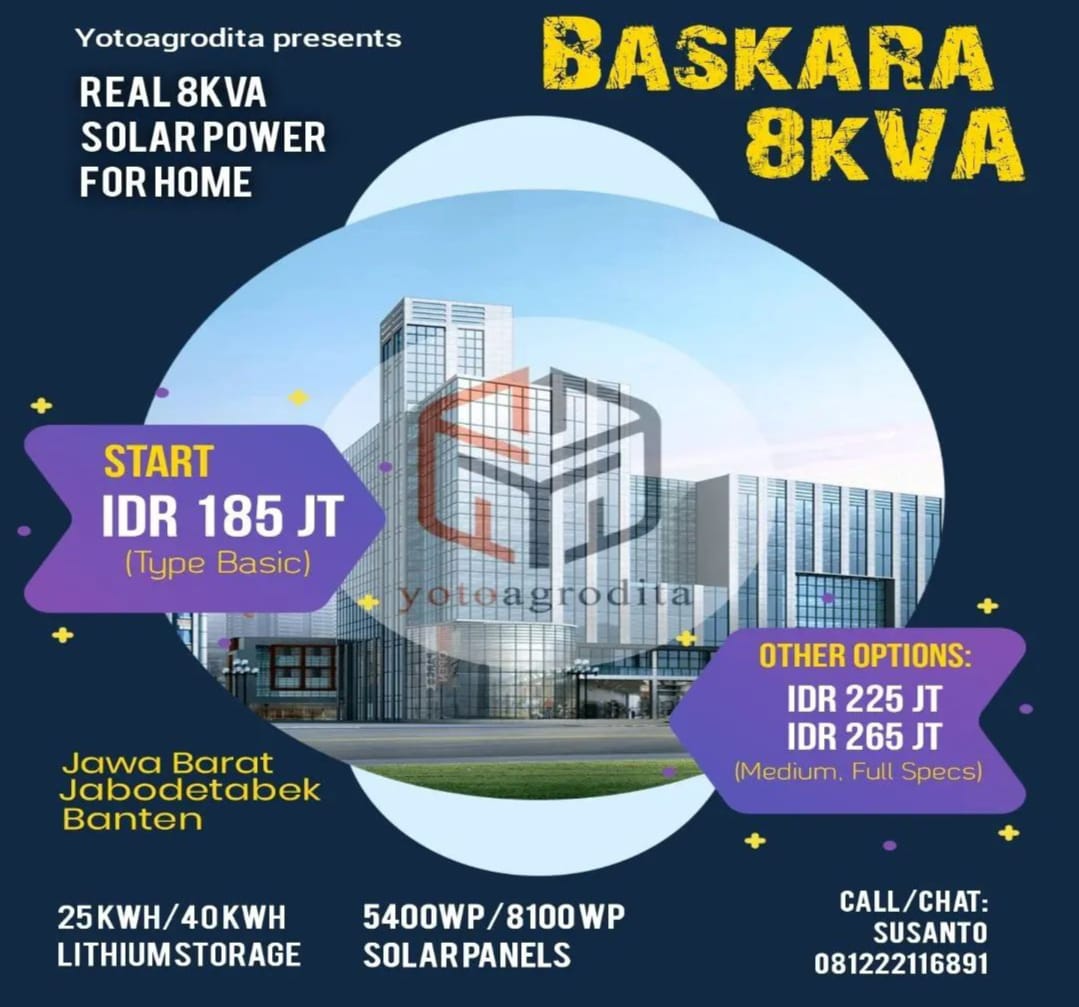 Yotoagrodita presents
REAL 8KVA
SOLAR POWER
FOR HOME
BASKARA
8KVA
START
IDR 185 JT
(Type Basic)
yotoagrodita
OTHER OPTIONS:
IDR 225 JT
IDR 265 JT
(Medium, Full Specs)
Jawa Barat
Jabodetabek
Banten
25KWH/40KWH
LITHIUM STORAGE
5400WP/8100WP
SOLAR PANELS
CALL/CHAT:
SUSANTO
081222116891